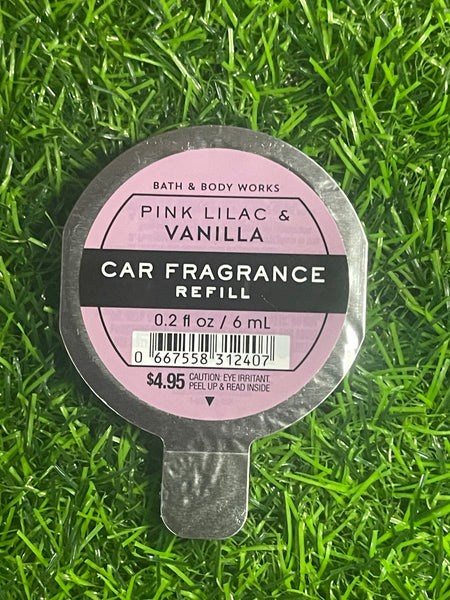 BATH & BODY WORKS
PINK LILAC &
VANILLA
CAR FRAGRANCE
REFILL
0.2 fl oz / 6 mL
0 667558 312407
$4.95 CAUTION: EYE IRRITANT.
PEEL UP & READ INSIDE